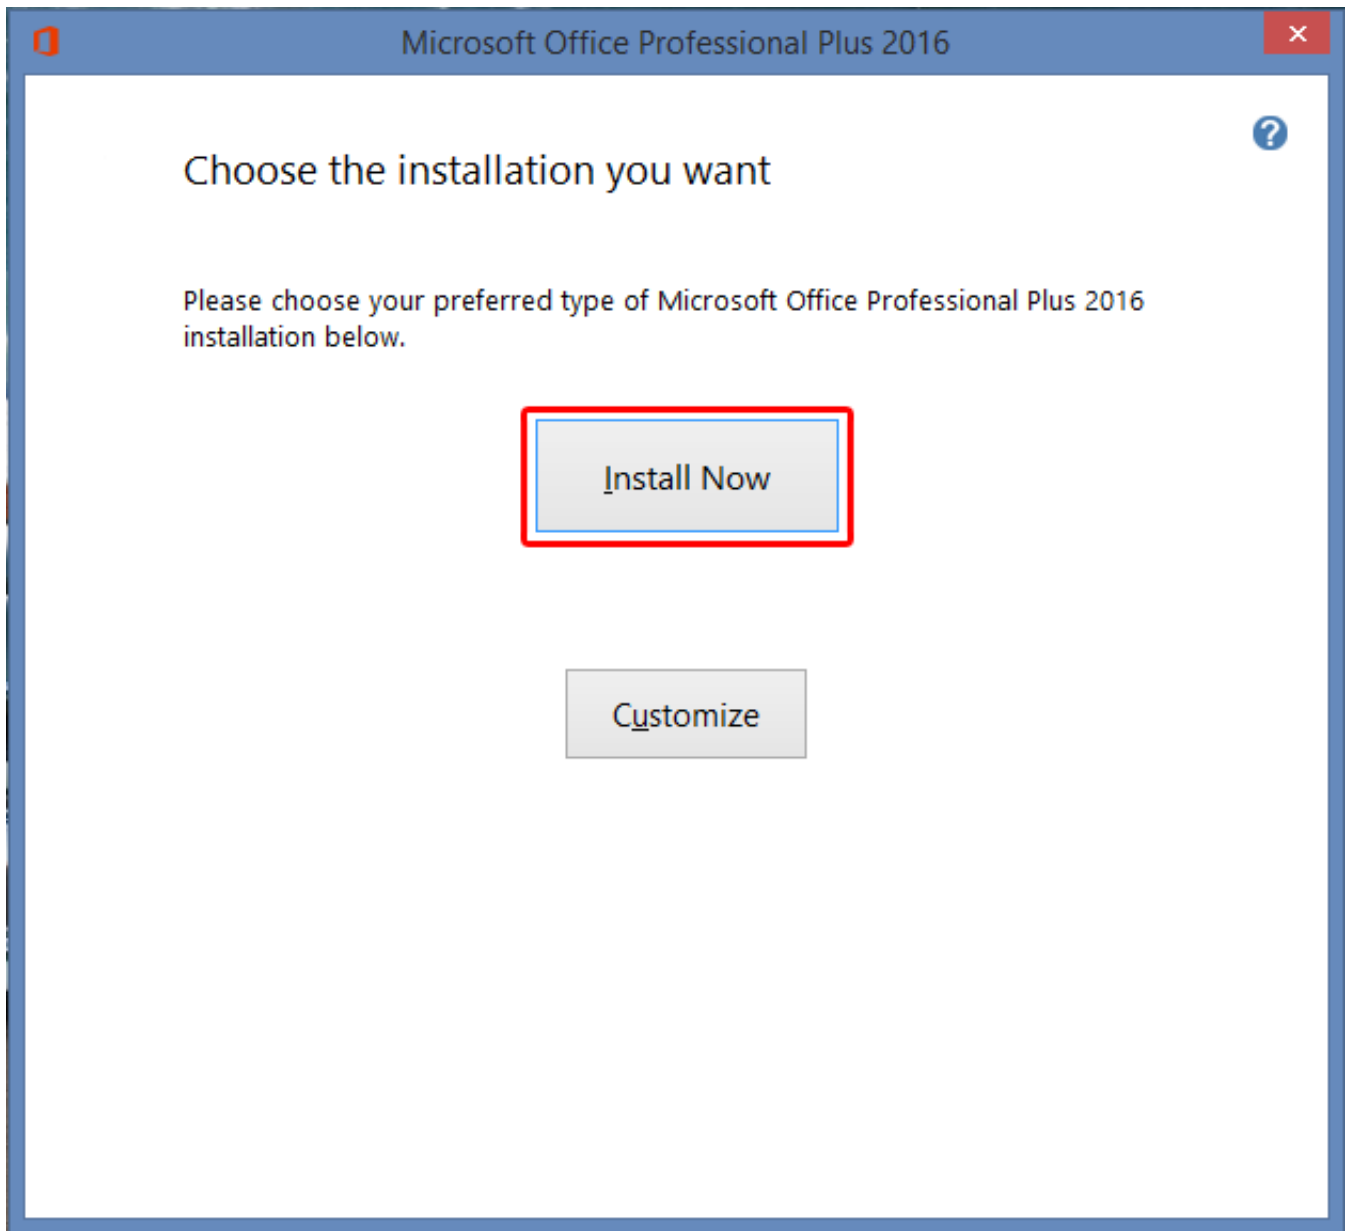 Microsoft Office Professional Plus 2016
Choose the installation you want
Please choose your preferred type of Microsoft Office Professional Plus 2016
installation below.
Install Now
Customize